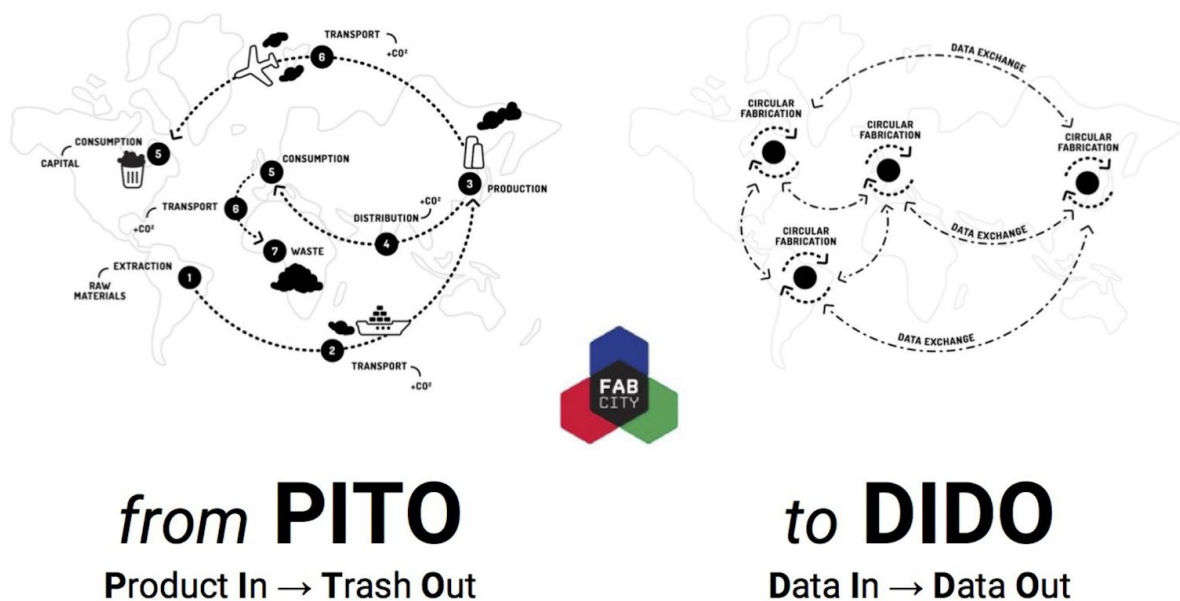 TRANSPORT
6
+CO²
CONSUMPTION
5
CAPITAL
CONSUMPTION
5
3
PRODUCTION
TRANSPORT
6
+CO²
DISTRIBUTION
+CO²
4
7
WASTE
EXTRACTION
1
RAW
MATERIALS
2
TRANSPORT
+CO²
DATA EXCHANGE
CIRCULAR
FABRICATION
CIRCULAR
FABRICATION
CIRCULAR
FABRICATION
CIRCULAR
FABRICATION
DATA EXCHANGE
DATA EXCHANGE
FAB
CITY
from PITO
Product In → Trash Out
to DIDO
Data In → Data Out